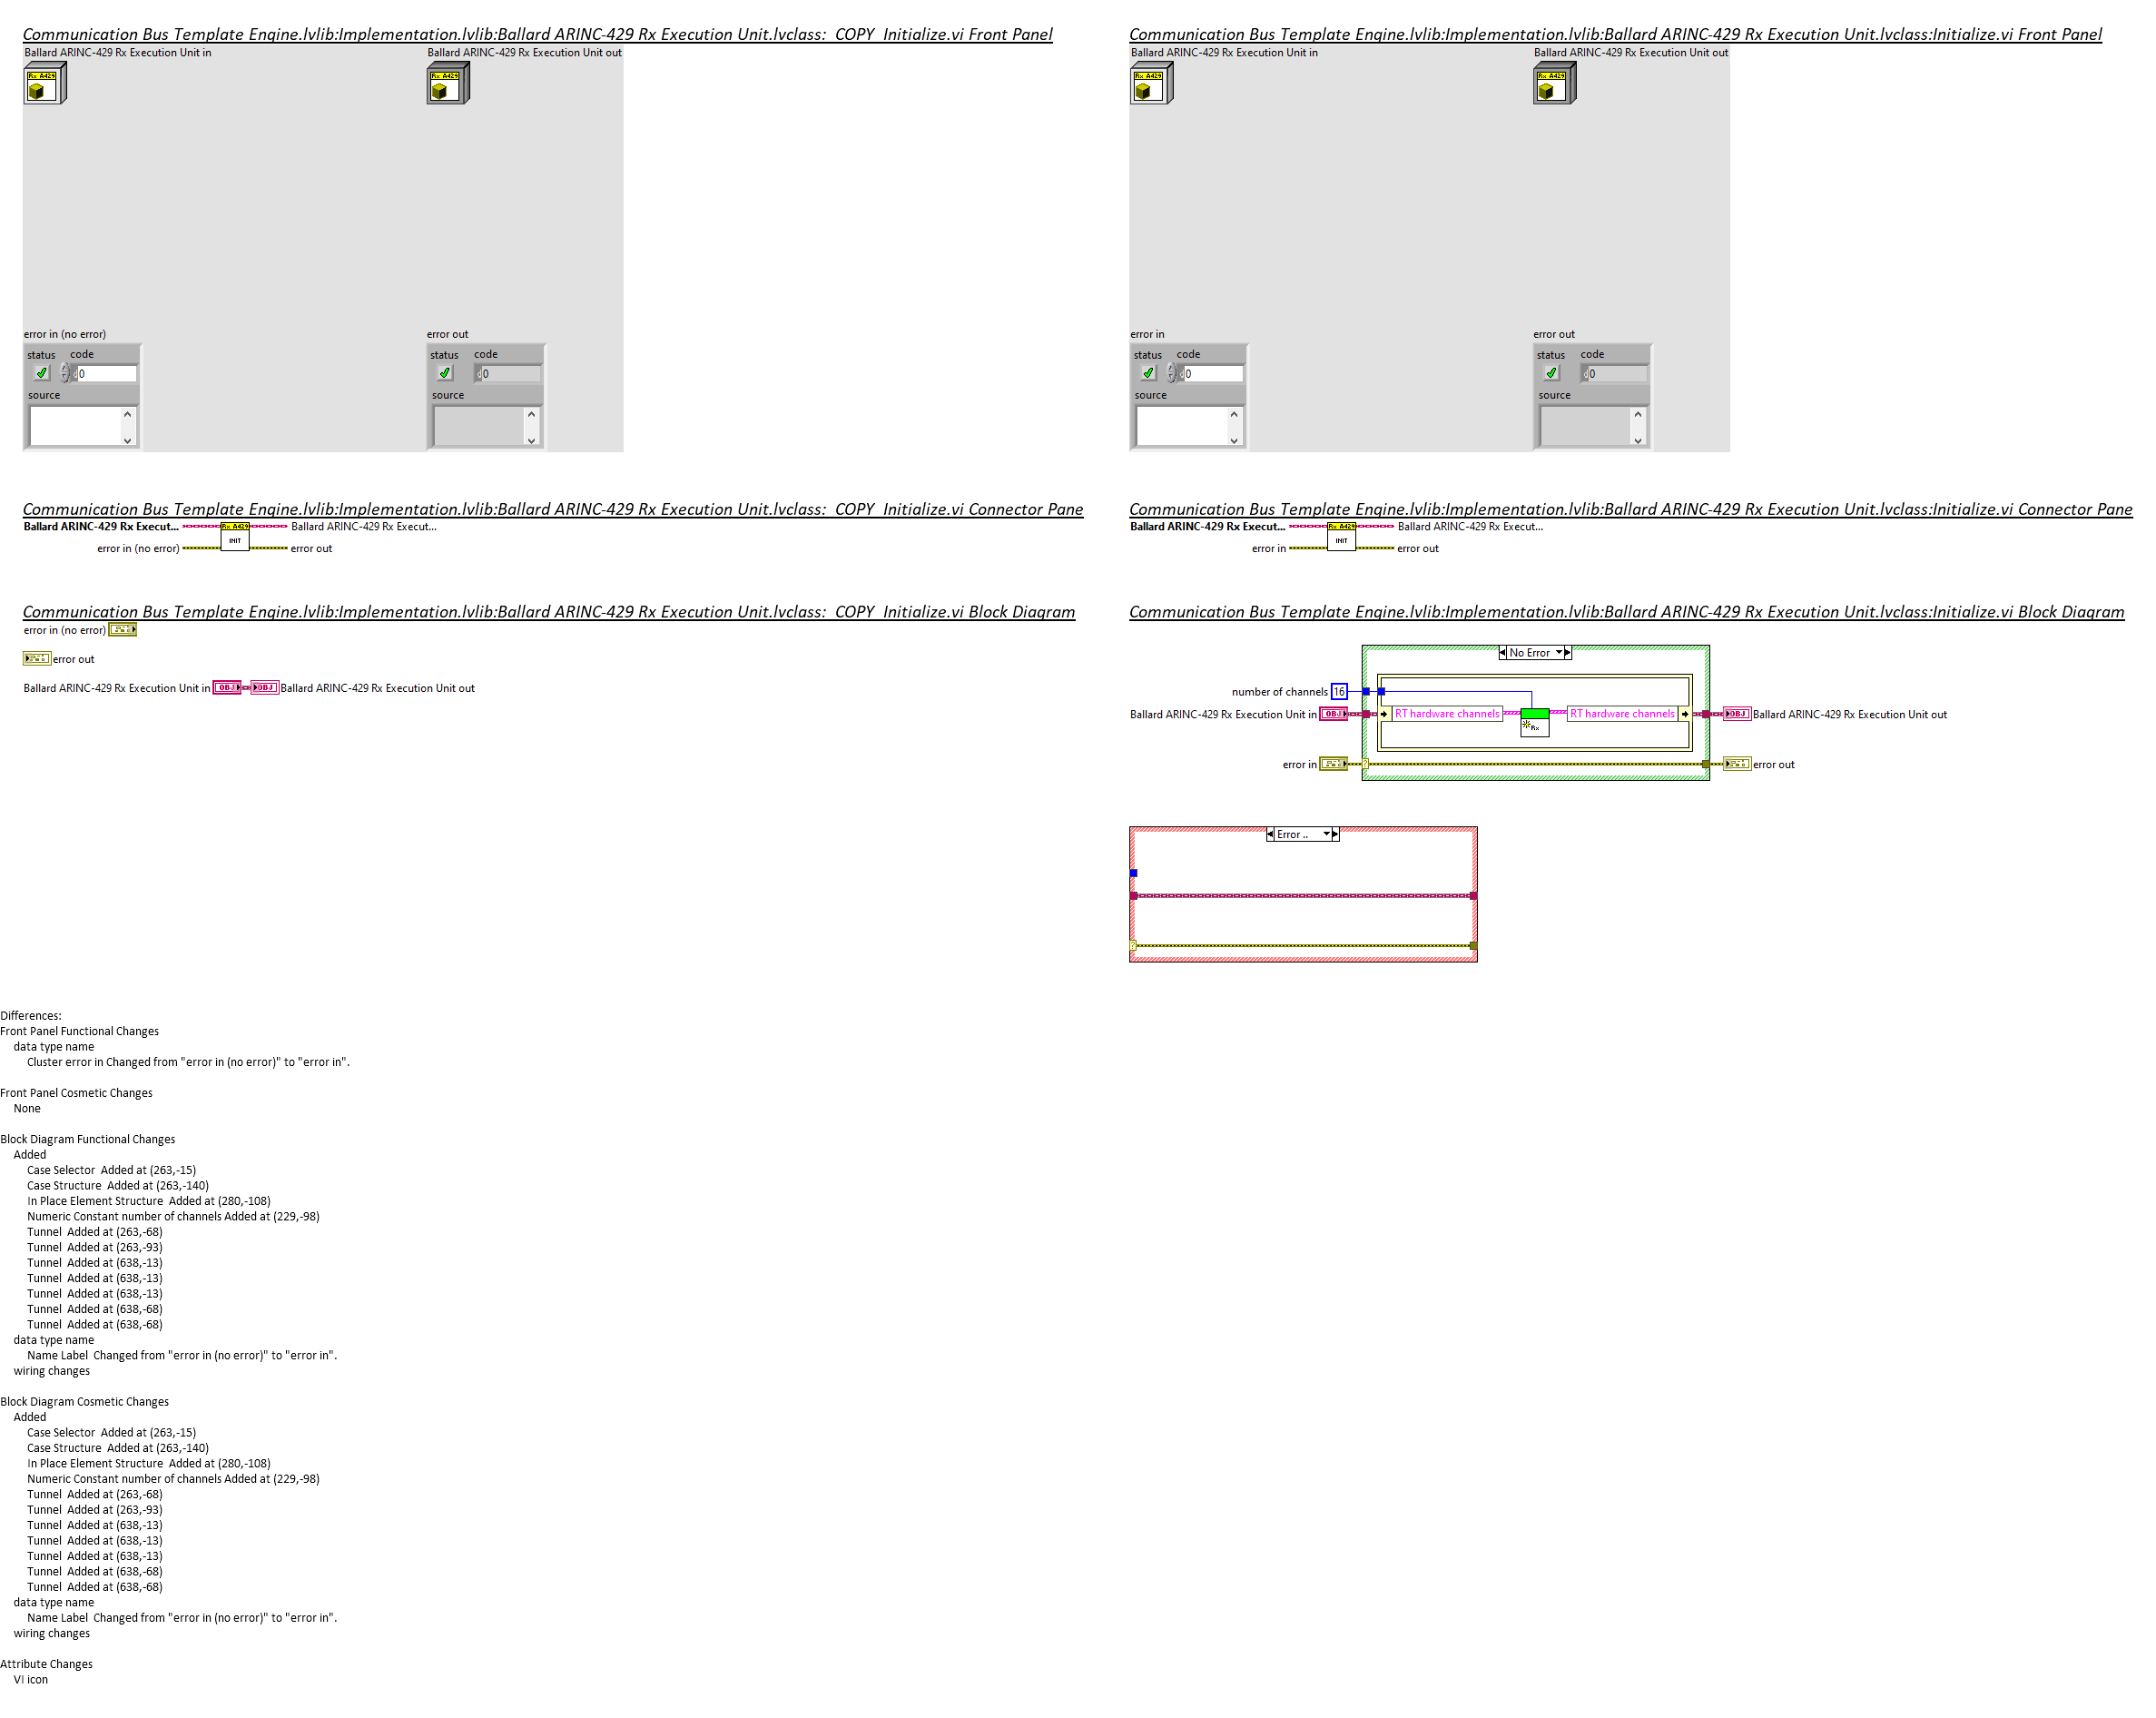 Communication Bus Template Engine.lvlib:Implementation.lvlib:Ballard ARINC-429 Rx Execution Unit.lvclass:  COPY  Initialize.vi Front Panel
Ballard ARINC-429 Rx Execution Unit in
Ballard ARINC-429 Rx Execution Unit out
Rx A429
Rx A429
error in (no error)
error out
status code
status code
0
0
source
source
Communication Bus Template Engine.lvlib:Implementation.lvlib:Ballard ARINC-429 Rx Execution Unit.lvclass:Initialize.vi Front Panel
Ballard ARINC-429 Rx Execution Unit in
Ballard ARINC-429 Rx Execution Unit out
Rx A429
Rx A429
error in
error out
status code
status code
0
0
source
source
Communication Bus Template Engine.lvlib:Implementation.lvlib:Ballard ARINC-429 Rx Execution Unit.lvclass:  COPY  Initialize.vi Connector Pane
Ballard ARINC-429 Rx Execut...
Rx A429
Ballard ARINC-429 Rx Execut...
error in (no error)
INIT
error out
Communication Bus Template Engine.lvlib:Implementation.lvlib:Ballard ARINC-429 Rx Execution Unit.lvclass:Initialize.vi Connector Pane
Ballard ARINC-429 Rx Execut...
Rx A429
Ballard ARINC-429 Rx Execut...
error in
INIT
error out
Communication Bus Template Engine.lvlib:Implementation.lvlib:Ballard ARINC-429 Rx Execution Unit.lvclass:  COPY  Initialize.vi Block Diagram
error in (no error)
error out
Ballard ARINC-429 Rx Execution Unit in
OBJ
OBJ
Ballard ARINC-429 Rx Execution Unit out
Communication Bus Template Engine.lvlib:Implementation.lvlib:Ballard ARINC-429 Rx Execution Unit.lvclass:Initialize.vi Block Diagram
No Error
number of channels 16
Ballard ARINC-429 Rx Execution Unit in
OBJ
RT hardware channels
Rx
RT hardware channels
OBJ
Ballard ARINC-429 Rx Execution Unit out
error in
?
error out
Error ..
?
Differences:
Front Panel Functional Changes
data type name
Cluster error in Changed from "error in (no error)" to "error in".
Front Panel Cosmetic Changes
None
Block Diagram Functional Changes
Added
Case Selector  Added at (263,-15)
Case Structure  Added at (263,-140)
In Place Element Structure  Added at (280,-108)
Numeric Constant number of channels Added at (229,-98)
Tunnel  Added at (263,-68)
Tunnel  Added at (263,-93)
Tunnel  Added at (638,-13)
Tunnel  Added at (638,-13)
Tunnel  Added at (638,-13)
Tunnel  Added at (638,-68)
Tunnel  Added at (638,-68)
data type name
Name Label  Changed from "error in (no error)" to "error in".
wiring changes
Block Diagram Cosmetic Changes
Added
Case Selector  Added at (263,-15)
Case Structure  Added at (263,-140)
In Place Element Structure  Added at (280,-108)
Numeric Constant number of channels Added at (229,-98)
Tunnel  Added at (263,-68)
Tunnel  Added at (263,-93)
Tunnel  Added at (638,-13)
Tunnel  Added at (638,-13)
Tunnel  Added at (638,-13)
Tunnel  Added at (638,-68)
Tunnel  Added at (638,-68)
data type name
Name Label  Changed from "error in (no error)" to "error in".
wiring changes
Attribute Changes
VI icon